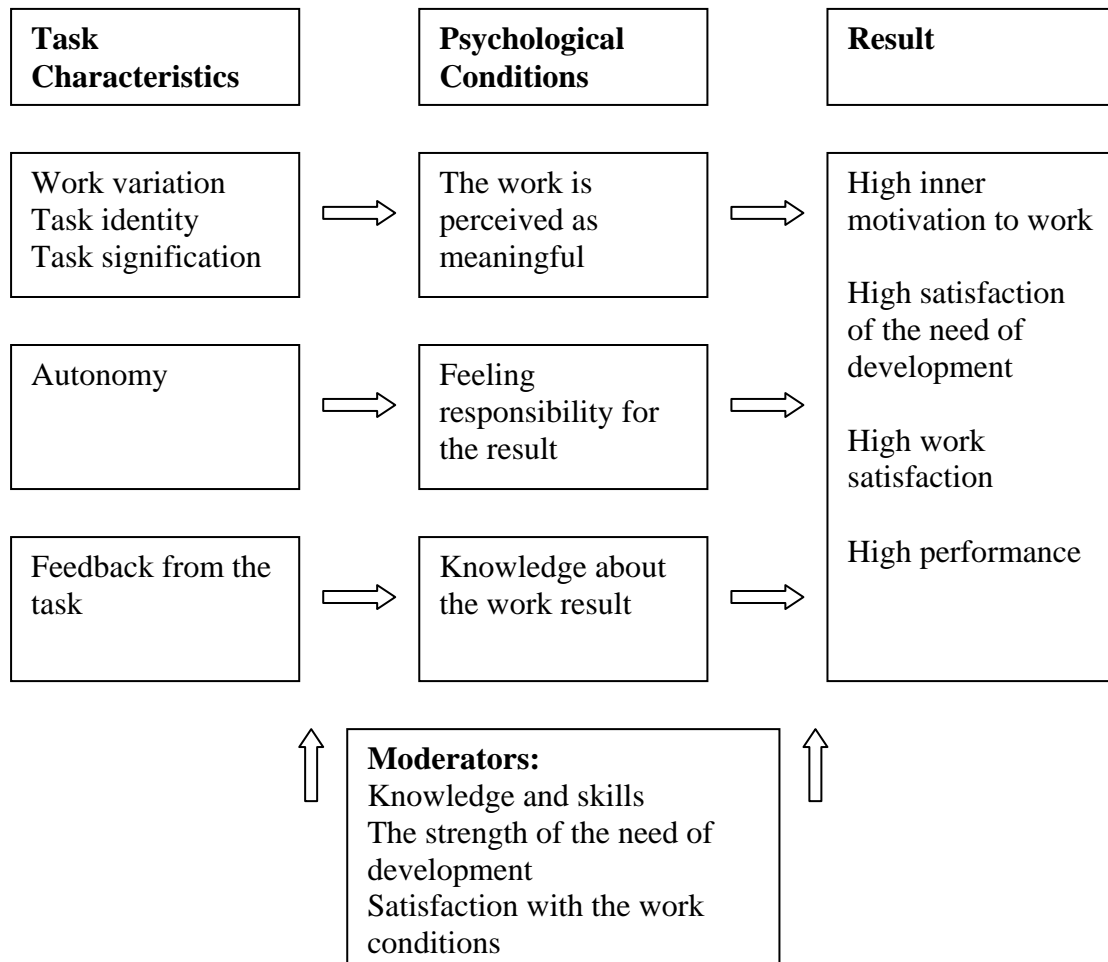 Task
Characteristics
Psychological
Conditions
Result
Work variation
Task identity
Task signification
The work is
perceived as
meaningful
High inner
motivation to work
High satisfaction
of the need of
development
High work
satisfaction
High performance
Autonomy
Feeling
responsibility for
the result
Feedback from the
task
Knowledge about
the work result
Moderators:
Knowledge and skills
The strength of the need of
development
Satisfaction with the work
conditions